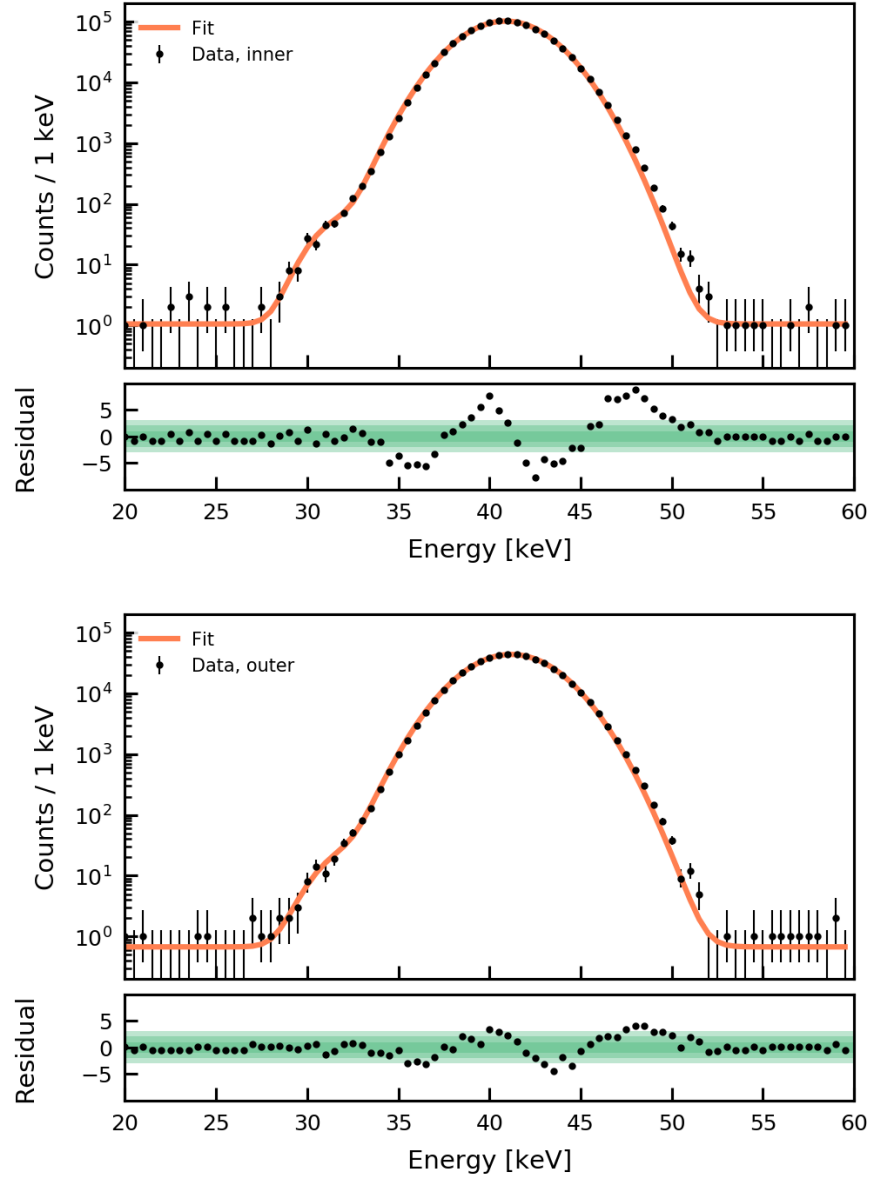 Fit
Data, inner
Counts / 1 keV
10^5
10^4
10^3
10^2
10^1
10^0
Residual
5
0
−5
20 25 30 35 40 45 50 55 60
Energy [keV]
Fit
Data, outer
Counts / 1 keV
10^5
10^4
10^3
10^2
10^1
10^0
Residual
5
0
−5
20 25 30 35 40 45 50 55 60
Energy [keV]